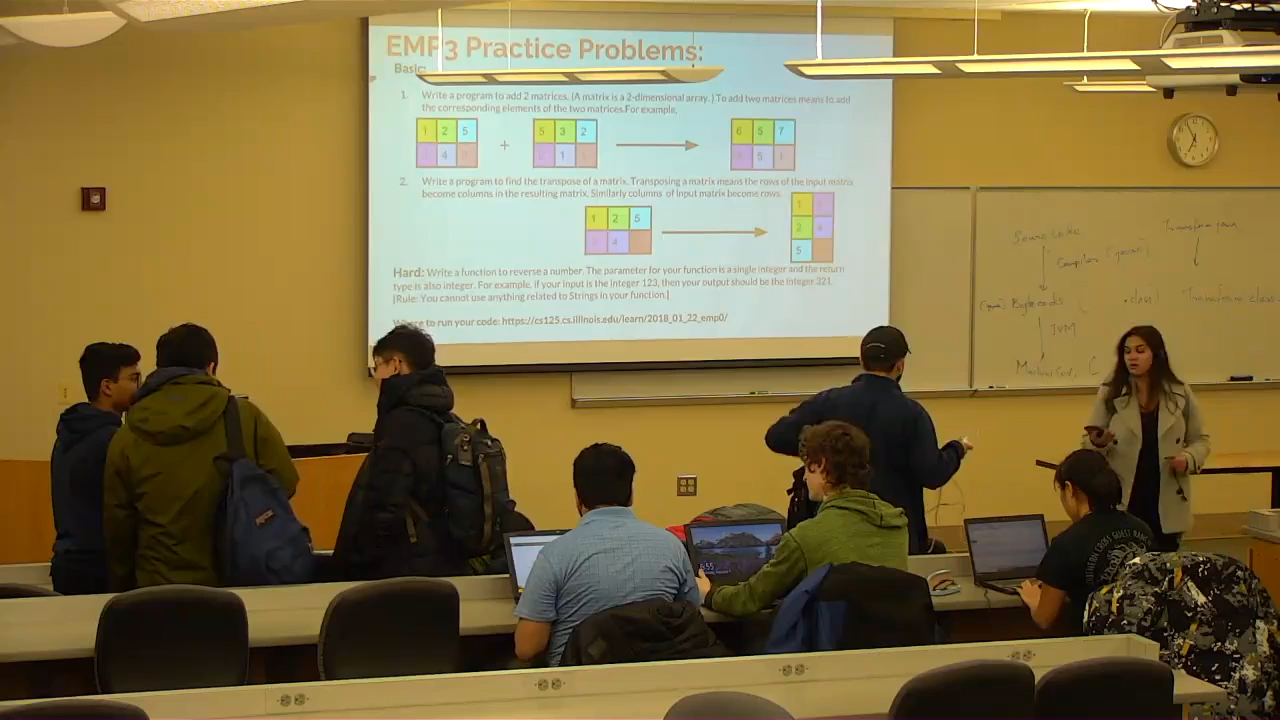 EMP3 Practice Problems:
Basic:
1. Write a program to add 2 matrices. (A matrix is a 2-dimensional array.) To add two matrices means to add
the corresponding elements of the two matrices.For example,
1 2 5
4
+
5 3 2
1
6 5 7
5
2. Write a program to find the transpose of a matrix. Transposing a matrix means the rows of the input matrix
become columns in the resulting matrix. Similarly columns of input matrix become rows.
1 2 5
4
1
2 4
5
Hard: Write a function to reverse a number. The parameter for your function is a single integer and the return
type is also integer. For example, if your input is the integer 123, then your output should be the integer 321.
[Rule: You cannot use anything related to Strings in your function.]
Where to run your code: https://cs125.cs.illinois.edu/learn/2018_01_22_emp0/
Source code
Compiler
Bytecode
.class)
JVM
Transform
Transform class
6:55